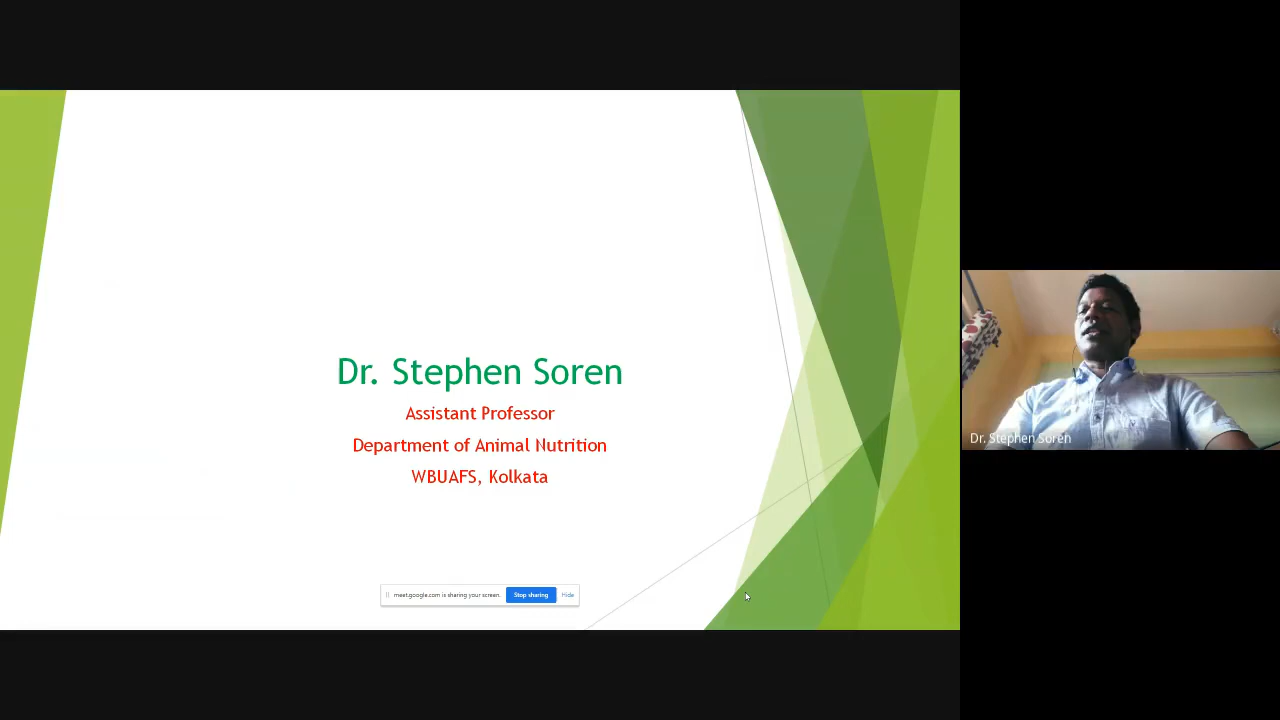 Dr. Stephen Soren
Assistant Professor
Department of Animal Nutrition
WBUAFS, Kolkata
meet.google.com is sharing your screen.
Stop sharing
Hide
Dr. Stephen Soren